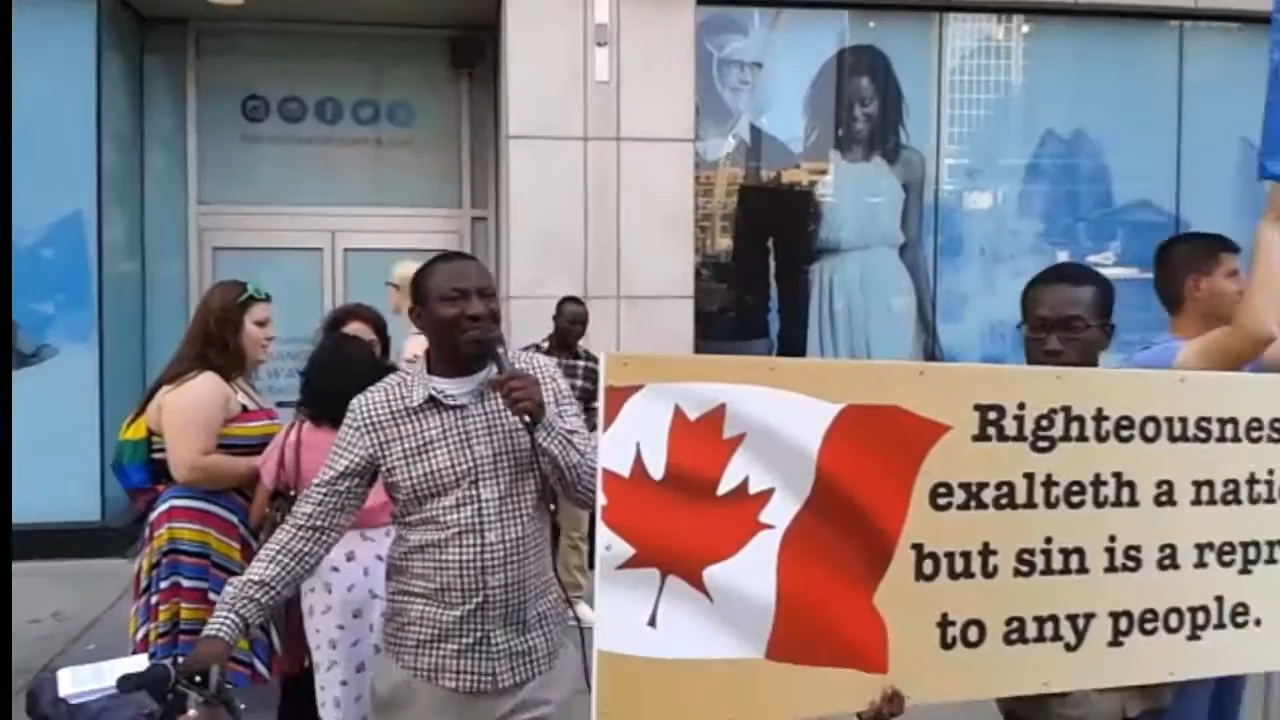 Righteousnes
exalteth a nati
but sin is a repr
to any people.